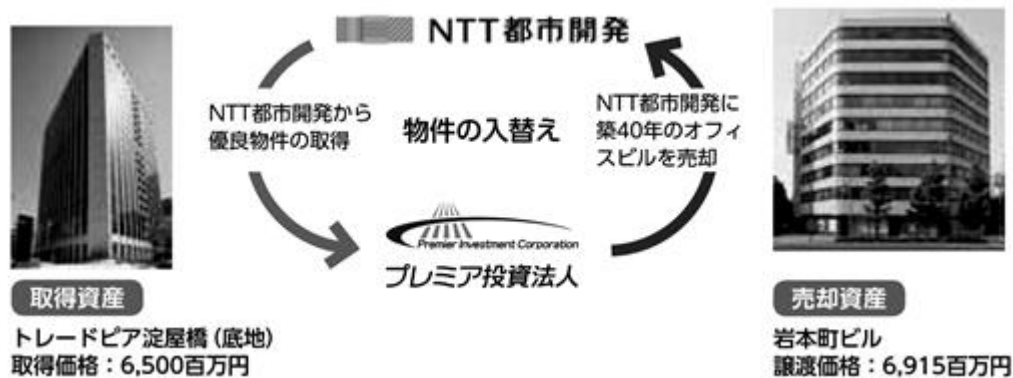 NTT都市開発
NTT都市開発から
優良物件の取得
物件の入替え
NTT都市開発に
築40年のオフィ
スビルを売却
Premier Investment Corporation
プレミア投資法人
取得資産
トレードピア淀屋橋(底地)
取得価格:6,500百万円
売却資産
岩本町ビル
譲渡価格:6,915百万円